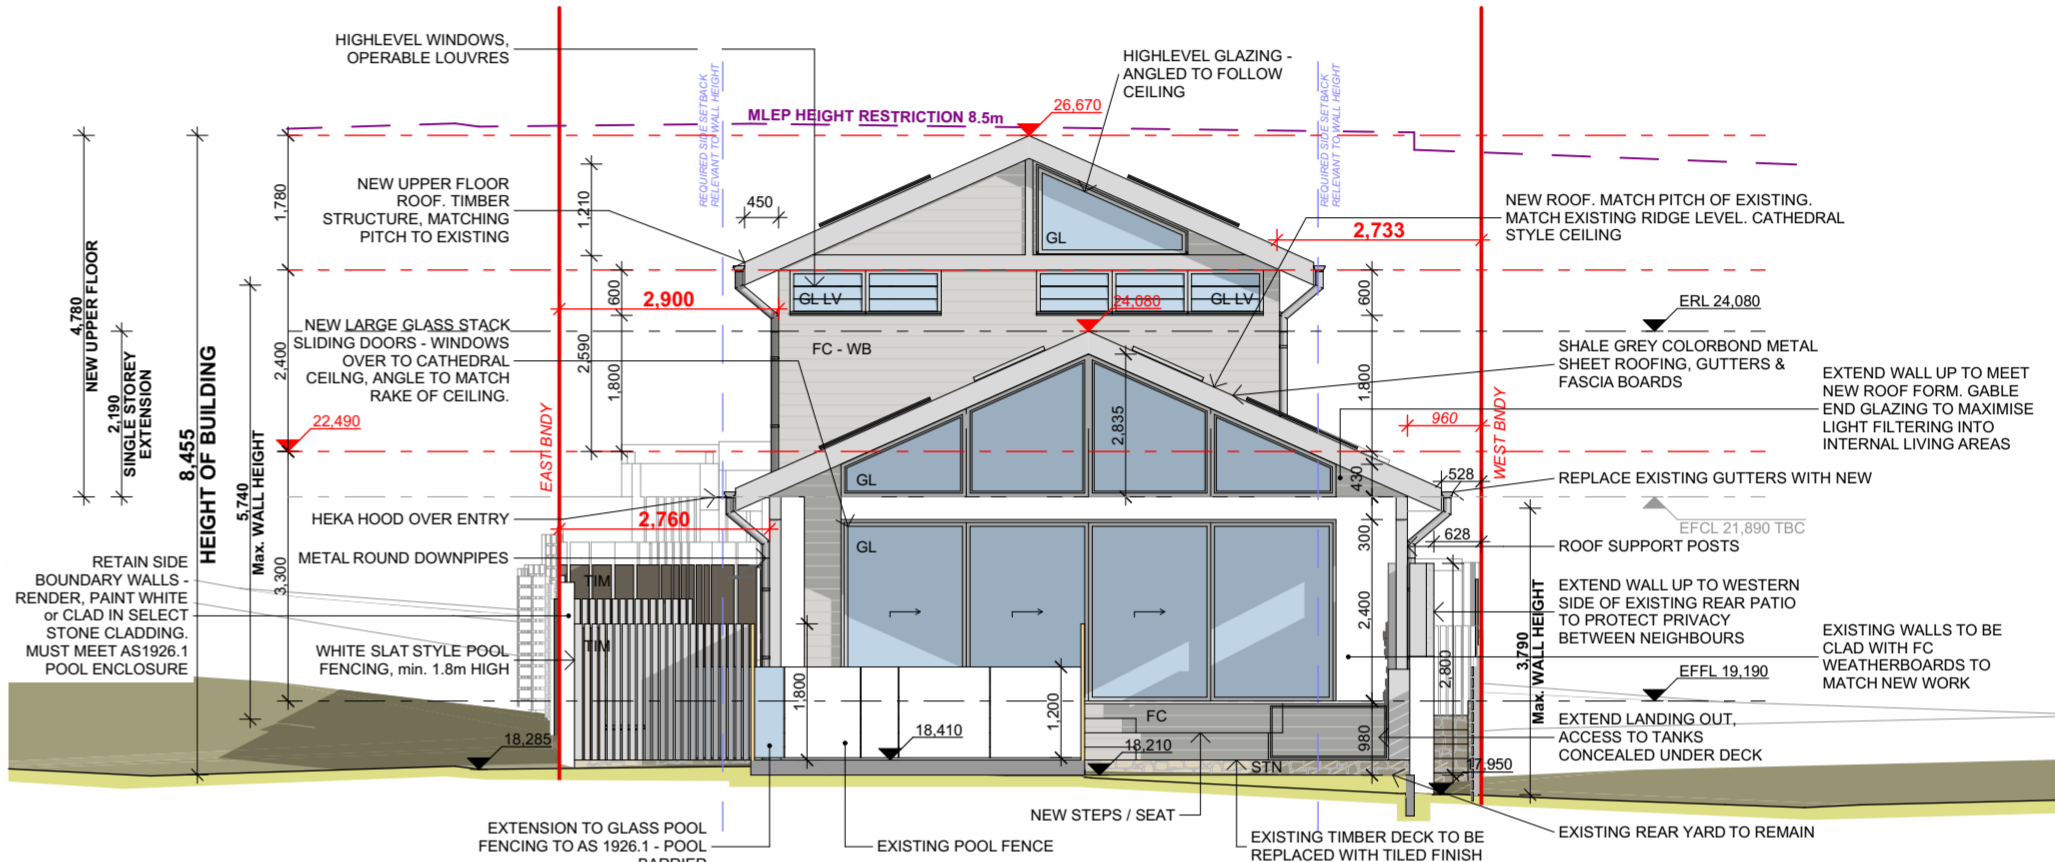 HIGHLEVEL WINDOWS,
OPERABLE LOUVRES
REQUIRED SIDE SETBACK
RELEVANT TO WALL HEIGHT
HIGHLEVEL GLAZING -
ANGLED TO FOLLOW
CEILING
REQUIRED SIDE SETBACK
RELEVANT TO WALL HEIGHT
MLEP HEIGHT RESTRICTION 8.5m
26,670
NEW UPPER FLOOR
ROOF. TIMBER
STRUCTURE, MATCHING
PITCH TO EXISTING
1,780
1,210
450
GL
2,733
NEW ROOF. MATCH PITCH OF EXISTING.
MATCH EXISTING RIDGE LEVEL. CATHEDRAL
STYLE CEILING
4,780
NEW UPPER FLOOR
2,190
SINGLE STOREY
EXTENSION
8,455
HEIGHT OF BUILDING
5,740
Max. WALL HEIGHT
2,400
3,300
2,590
600
1,800
2,900
GL LV
GL LV
24,080
600
1,800
ERL 24,080
NEW LARGE GLASS STACK
SLIDING DOORS - WINDOWS
OVER TO CATHEDRAL
CEILNG, ANGLE TO MATCH
RAKE OF CEILING.
FC - WB
SHALE GREY COLORBOND METAL
SHEET ROOFING, GUTTERS &
FASCIA BOARDS
EXTEND WALL UP TO MEET
NEW ROOF FORM. GABLE
END GLAZING TO MAXIMISE
LIGHT FILTERING INTO
INTERNAL LIVING AREAS
22,490
EAST BNDY
2,835
960
WEST BNDY
GL
430
528
REPLACE EXISTING GUTTERS WITH NEW
HEKA HOOD OVER ENTRY
2,760
EFCL 21,890 TBC
METAL ROUND DOWNPIPES
GL
300
628
ROOF SUPPORT POSTS
RETAIN SIDE
BOUNDARY WALLS -
RENDER, PAINT WHITE
or CLAD IN SELECT
STONE CLADDING.
MUST MEET AS1926.1
POOL ENCLOSURE
TIM
TIM
2,400
2,800
3,790
Max. WALL HEIGHT
EXTEND WALL UP TO WESTERN
SIDE OF EXISTING REAR PATIO
TO PROTECT PRIVACY
BETWEEN NEIGHBOURS
EXISTING WALLS TO BE
CLAD WITH FC
WEATHERBOARDS TO
MATCH NEW WORK
WHITE SLAT STYLE POOL
FENCING, min. 1.8m HIGH
1,800
1,200
EFFL 19,190
FC
980
EXTEND LANDING OUT,
ACCESS TO TANKS
CONCEALED UNDER DECK
18,285
18,410
18,210
STN
17,950
NEW STEPS / SEAT
EXTENSION TO GLASS POOL
FENCING TO AS 1926.1 - POOL
BARRIER
EXISTING POOL FENCE
EXISTING TIMBER DECK TO BE
REPLACED WITH TILED FINISH
EXISTING REAR YARD TO REMAIN